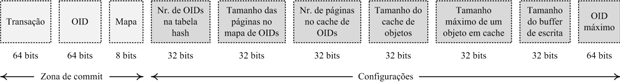 Transação
OID
Mapa
Nr. de OIDs
na tabela
hash
Tamanho das
páginas no
mapa de OIDs
Nr. de páginas
no cache de
OIDs
Tamanho do
cache de
objetos
Tamanho
máximo de um
objeto em cache
Tamanho
do buffer
de escrita
OID
máximo
64 bits
64 bits
8 bits
32 bits
32 bits
32 bits
32 bits
32 bits
32 bits
64 bits
Zona de commit
Configurações